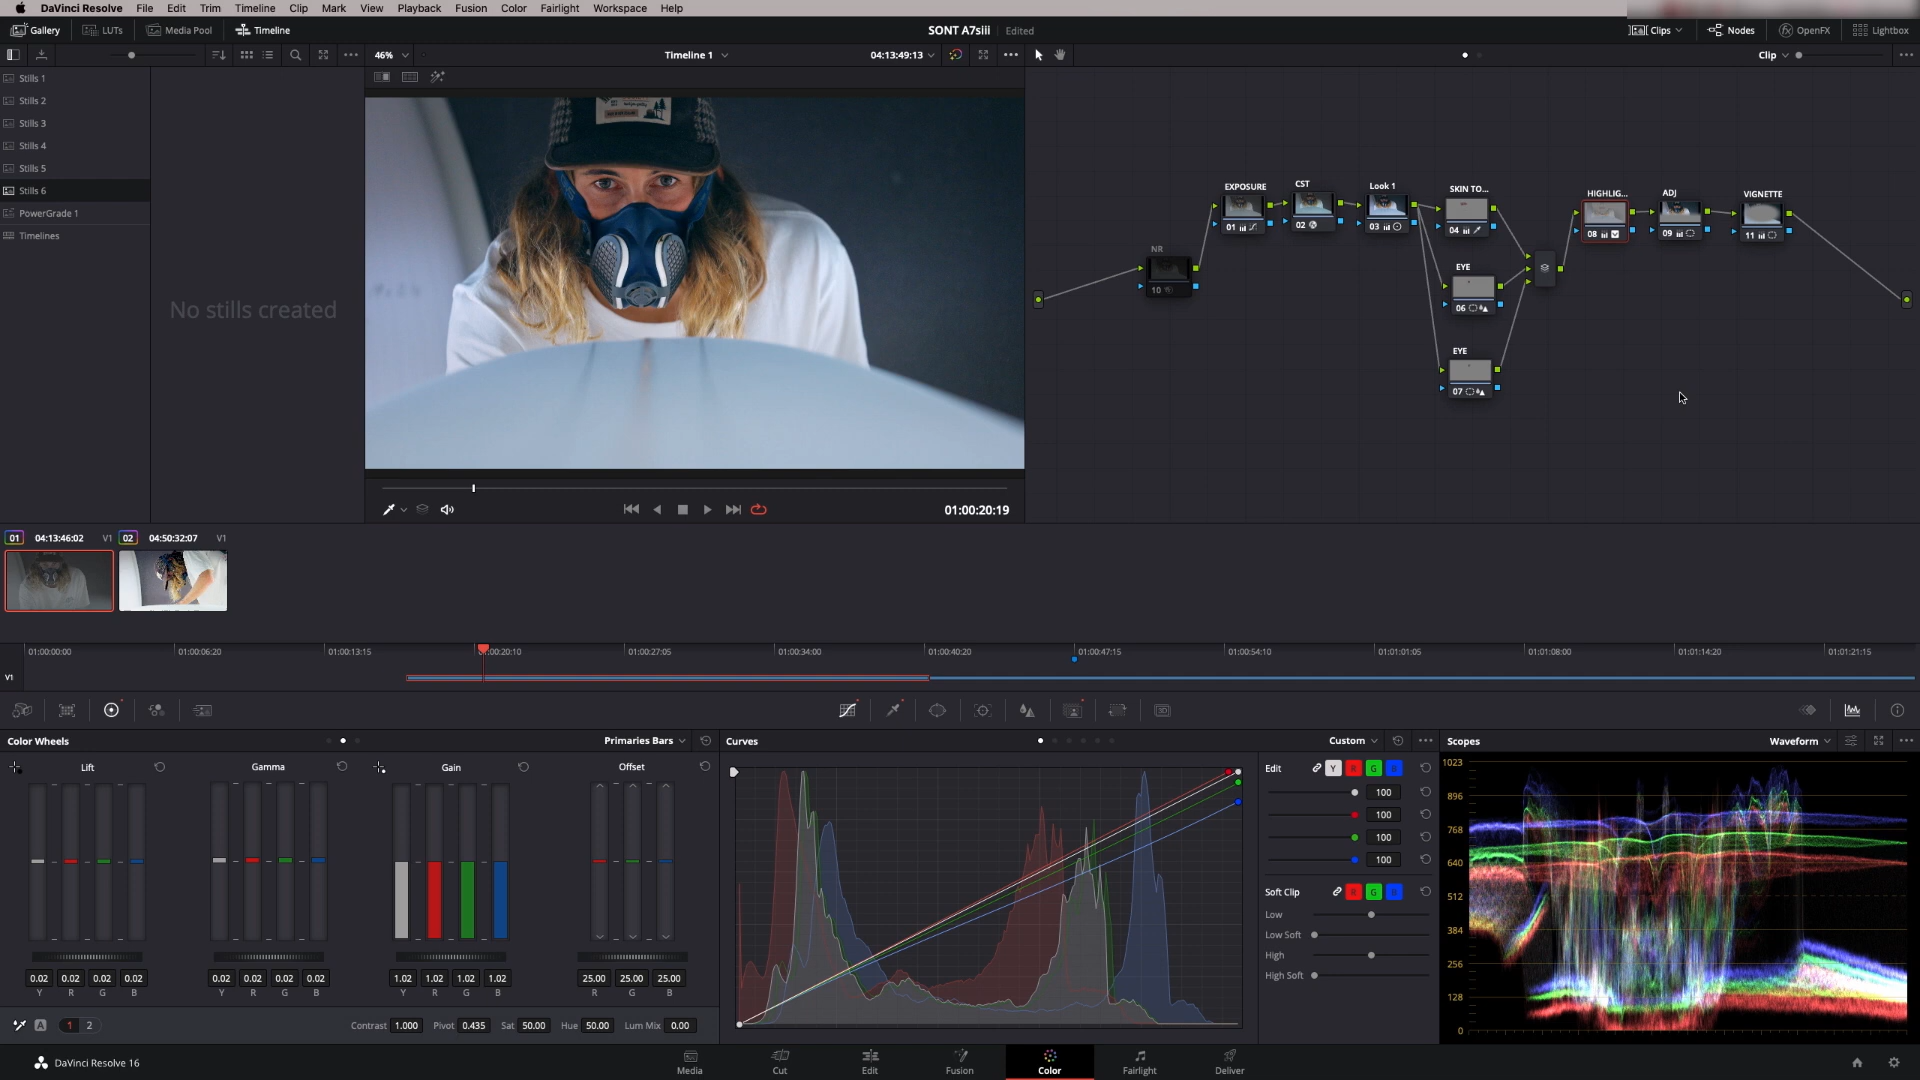 DaVinci Resolve File Edit Trim Timeline Clip Mark View Playback Fusion Color Fairlight Workspace Help
Gallery LUTs Media Pool Timeline SONT A7siii Edited Clips Nodes OpenFX Lightbox
46% Timeline 1 04:13:49:13 Clip
Stills 1
Stills 2
Stills 3
Stills 4
Stills 5
Stills 6
PowerGrade 1
Timelines
No stills created
EXPOSURE
01
CST
02
Look 1
03
SKIN TO...
04
HIGHLIG...
08
ADJ
09
VIGNETTE
11
NR
10
EYE
06
EYE
07
01:00:20:19
01 04:13:46:02 V1 02 04:50:32:07 V1
01:00:00:00 01:00:06:20 01:00:13:15 01:00:20:10 01:00:27:05 01:00:34:00 01:00:40:20 01:00:47:15 01:00:54:10 01:01:01:05 01:01:08:00 01:01:14:20 01:01:21:15
V1
3D
Color Wheels Primaries Bars
Lift Gamma Gain Offset
0.02 0.02 0.02 0.02 0.02 0.02 0.02 0.02 1.02 1.02 1.02 1.02 25.00 25.00 25.00
Y R G B Y R G B Y R G B R G B
A 1 2 Contrast 1.000 Pivot 0.435 Sat 50.00 Hue 50.00 Lum Mix 0.00
Curves Custom
Edit Y R G B
100
100
100
100
Soft Clip R G B
Low
Low Soft
High
High Soft
Scopes Waveform
1023
896
768
640
512
384
256
128
0
DaVinci Resolve 16 Media Cut Edit Fusion Color Fairlight Deliver